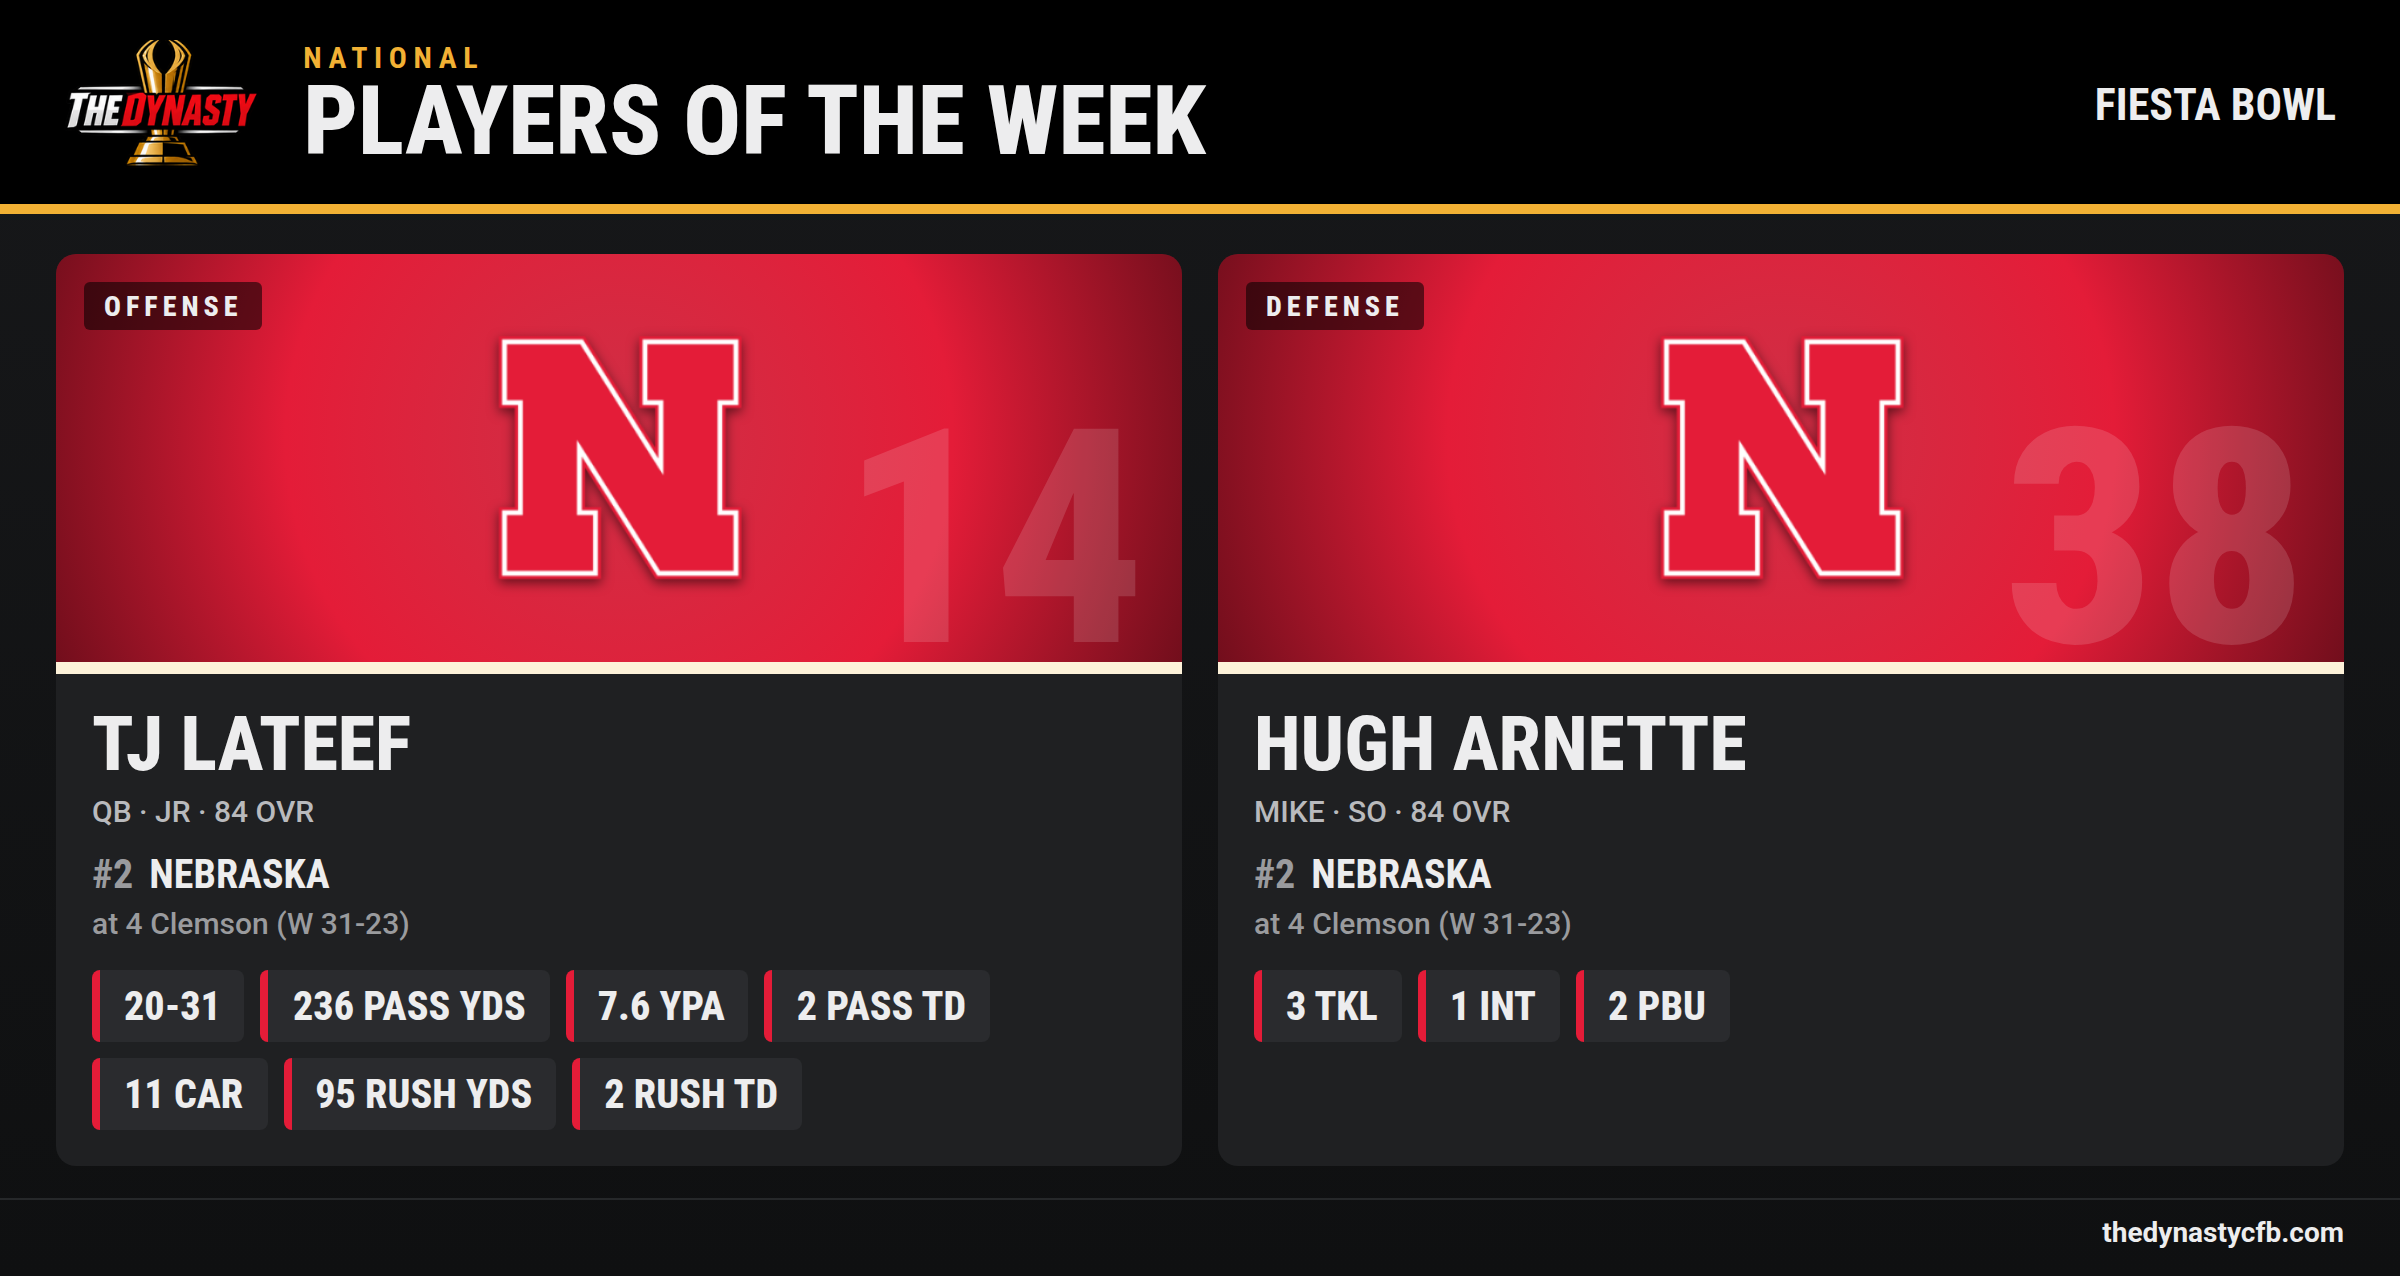 THE DYNASTY
NATIONAL
PLAYERS OF THE WEEK
FIESTA BOWL
OFFENSE
N
14
TJ LATEEF
QB · JR · 84 OVR
#2 NEBRASKA
at 4 Clemson (W 31-23)
20-31
236 PASS YDS
7.6 YPA
2 PASS TD
11 CAR
95 RUSH YDS
2 RUSH TD
DEFENSE
N
38
HUGH ARNETTE
MIKE · SO · 84 OVR
#2 NEBRASKA
at 4 Clemson (W 31-23)
3 TKL
1 INT
2 PBU
thedynastycfb.com